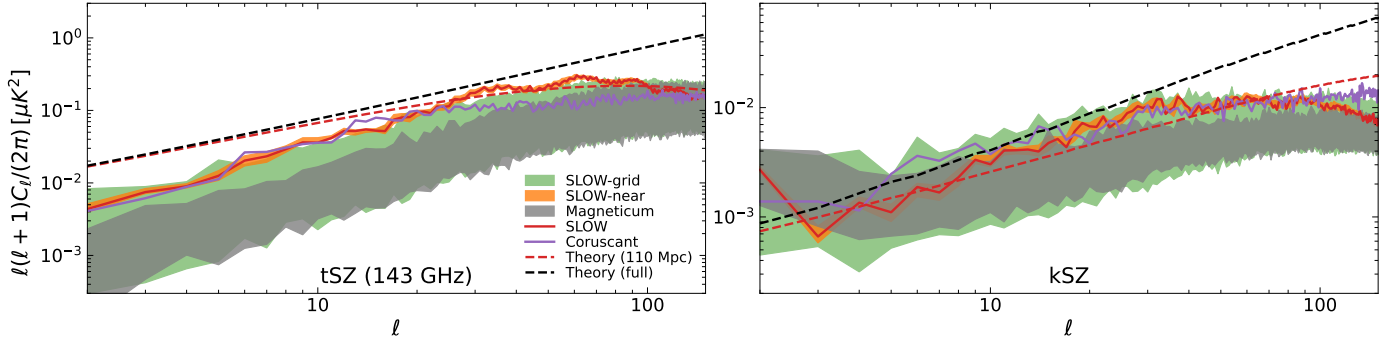 ℓ(ℓ + 1)C_ℓ/(2π) [μK²]
10⁰
10⁻¹
10⁻²
10⁻³
SLOW-grid
SLOW-near
Magneticum
SLOW
Coruscant
Theory (110 Mpc)
Theory (full)
tSZ (143 GHz)
10
100
ℓ
10⁻²
10⁻³
kSZ
10
100
ℓ